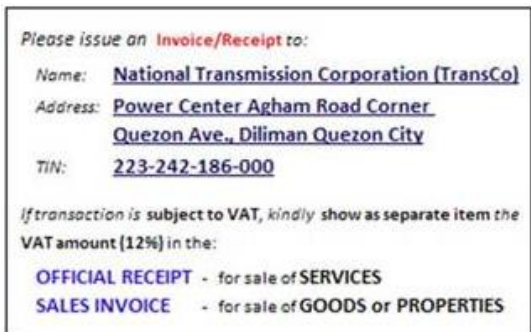 Please issue an Invoice/Receipt to:
Name: National Transmission Corporation (TransCo)
Address: Power Center Agham Road Corner
Quezon Ave., Diliman Quezon City
TIN: 223-242-186-000
If transaction is subject to VAT, kindly show as separate item the
VAT amount (12%) in the:
OFFICIAL RECEIPT - for sale of SERVICES
SALES INVOICE - for sale of GOODS or PROPERTIES